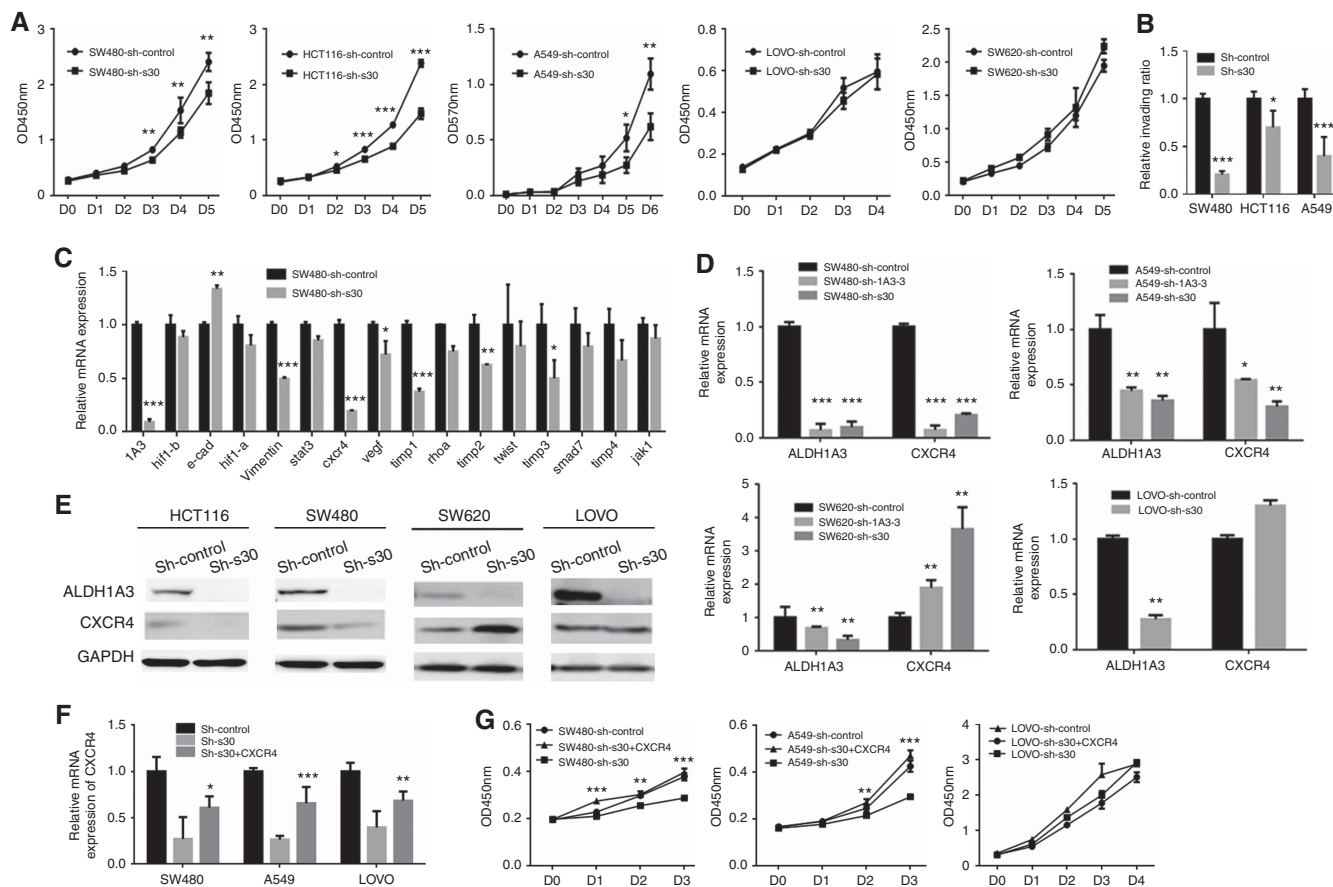 A
OD450nm
3
2
1
0
SW480-sh-control
SW480-sh-s30
**
**
**
D0 D1 D2 D3 D4 D5
OD450nm
3
2
1
0
HCT116-sh-control
HCT116-sh-s30
*
***
***
***
D0 D1 D2 D3 D4 D5
OD570nm
1.5
1.0
0.5
0.0
A549-sh-control
A549-sh-s30
*
**
D0 D1 D2 D3 D4 D5 D6
OD450nm
0.8
0.6
0.4
0.2
0.0
LOVO-sh-control
LOVO-sh-s30
D0 D1 D2 D3 D4
OD450nm
2.5
2.0
1.5
1.0
0.5
0.0
SW620-sh-control
SW620-sh-s30
D0 D1 D2 D3 D4 D5
B
Relative invading gratio
1.5
1.0
0.5
0.0
Sh-control
Sh-s30
***
*
***
SW480 HCT116 A549
C
Relative mRNA expression
1.5
1.0
0.5
0.0
SW480-sh-control
SW480-sh-s30
***
**
***
***
*
***
**
*
1A3 hif1-b e-cad hif1-a Vimentin stat3 cxcr4 vegf timp1 rhoa timp2 twist timp3 smad7 timp4 jak1
D
Relative mRNA
expression
1.5
1.0
0.5
0.0
SW480-sh-control
SW480-sh-1A3-3
SW480-sh-s30
*** *** *** ***
ALDH1A3 CXCR4
Relative mRNA
expression
1.5
1.0
0.5
0.0
A549-sh-control
A549-sh-1A3-3
A549-sh-s30
** ** * **
ALDH1A3 CXCR4
Relative mRNA
expression
5
4
3
2
1
0
SW620-sh-control
SW620-sh-1A3-3
SW620-sh-s30
** ** ** **
ALDH1A3 CXCR4
Relative mRNA
expression
1.5
1.0
0.5
0.0
LOVO-sh-control
LOVO-sh-s30
**
ALDH1A3 CXCR4
E
HCT116 SW480 SW620 LOVO
Sh-control Sh-s30 Sh-control Sh-s30 Sh-control Sh-s30 Sh-control Sh-s30
ALDH1A3
CXCR4
GAPDH
F
Relative mRNA
expression of CXCR4
1.5
1.0
0.5
0.0
Sh-control
Sh-s30
Sh-s30+CXCR4
* *** **
SW480 A549 LOVO
G
OD450nm
0.6
0.4
0.2
0.0
SW480-sh-control
SW480-sh-s30+CXCR4
SW480-sh-s30
*** ** ***
D0 D1 D2 D3
OD450nm
0.6
0.4
0.2
0.0
A549-sh-control
A549-sh-s30+CXCR4
A549-sh-s30
** ***
D0 D1 D2 D3
OD450nm
4
3
2
1
0
LOVO-sh-control
LOVO-sh-s30+CXCR4
LOVO-sh-s30
D0 D1 D2 D3 D4